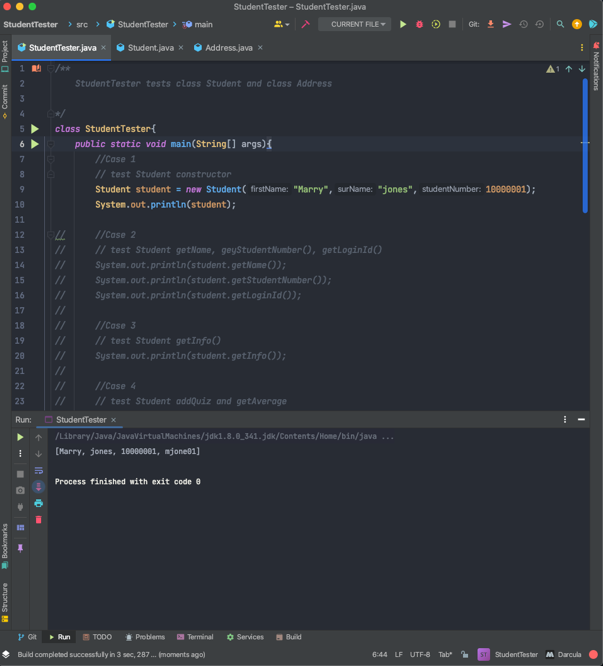 StudentTester – StudentTester.java
StudentTester › src › StudentTester › main CURRENT FILE Git:
StudentTester.java × Student.java × Address.java ×
Project
Commit
Bookmarks
Structure
Notifications
1 /**
2 StudentTester tests class Student and class Address
3
4 */
5 class StudentTester{
6 public static void main(String[] args){
7 //Case 1
8 // test Student constructor
9 Student student = new Student( firstName: "Marry", surName: "jones", studentNumber: 10000001);
10 System.out.println(student);
11
12 // //Case 2
13 // // test Student getName, geyStudentNumber(), getLoginId()
14 // System.out.println(student.getName());
15 // System.out.println(student.getStudentNumber());
16 // System.out.println(student.getLoginId());
17 //
18 // //Case 3
19 // // test Student getInfo()
20 // System.out.println(student.getInfo());
21 //
22 // //Case 4
23 // // test Student addQuiz and getAverage
1
Run: StudentTester ×
/Library/Java/JavaVirtualMachines/jdk1.8.0_341.jdk/Contents/Home/bin/java ...
[Marry, jones, 10000001, mjone01]
Process finished with exit code 0
Git Run TODO Problems Terminal Services Build
Build completed successfully in 3 sec, 287 ... (moments ago) 6:44 LF UTF-8 Tab* ST StudentTester M Darcula